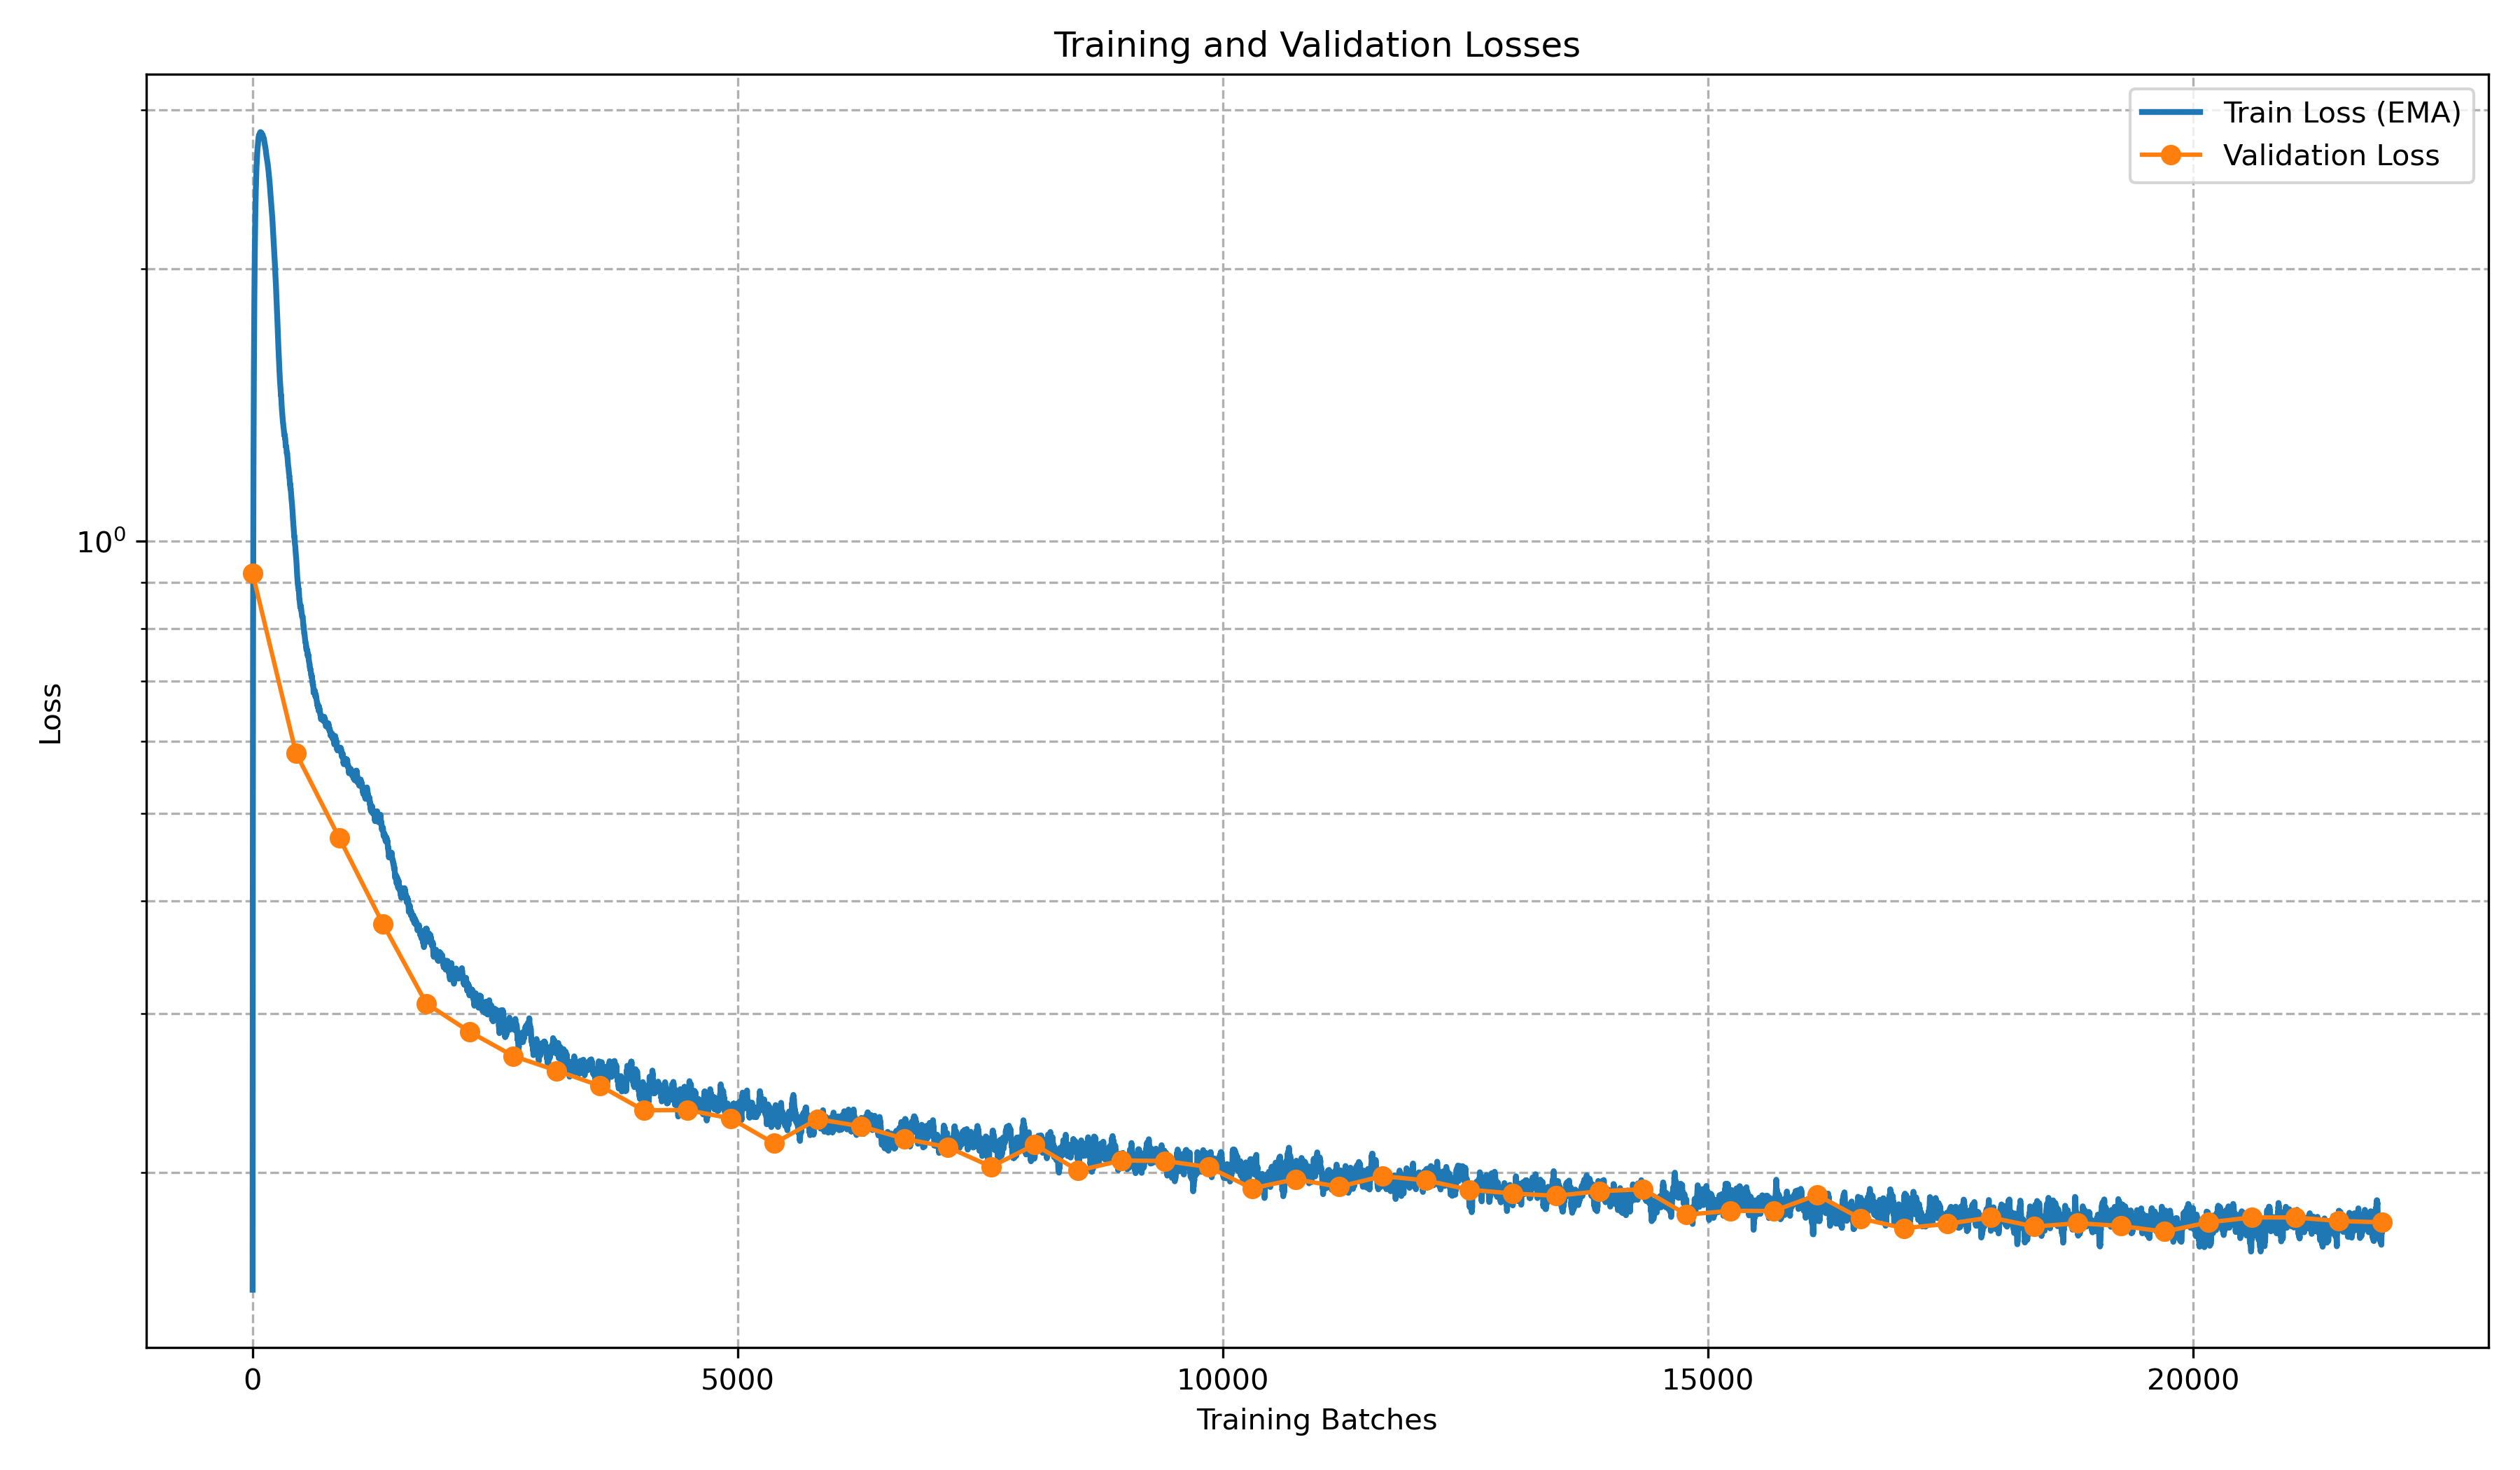 Training and Validation Losses
Train Loss (EMA)
Validation Loss
Loss
10⁰
0 5000 10000 15000 20000
Training Batches